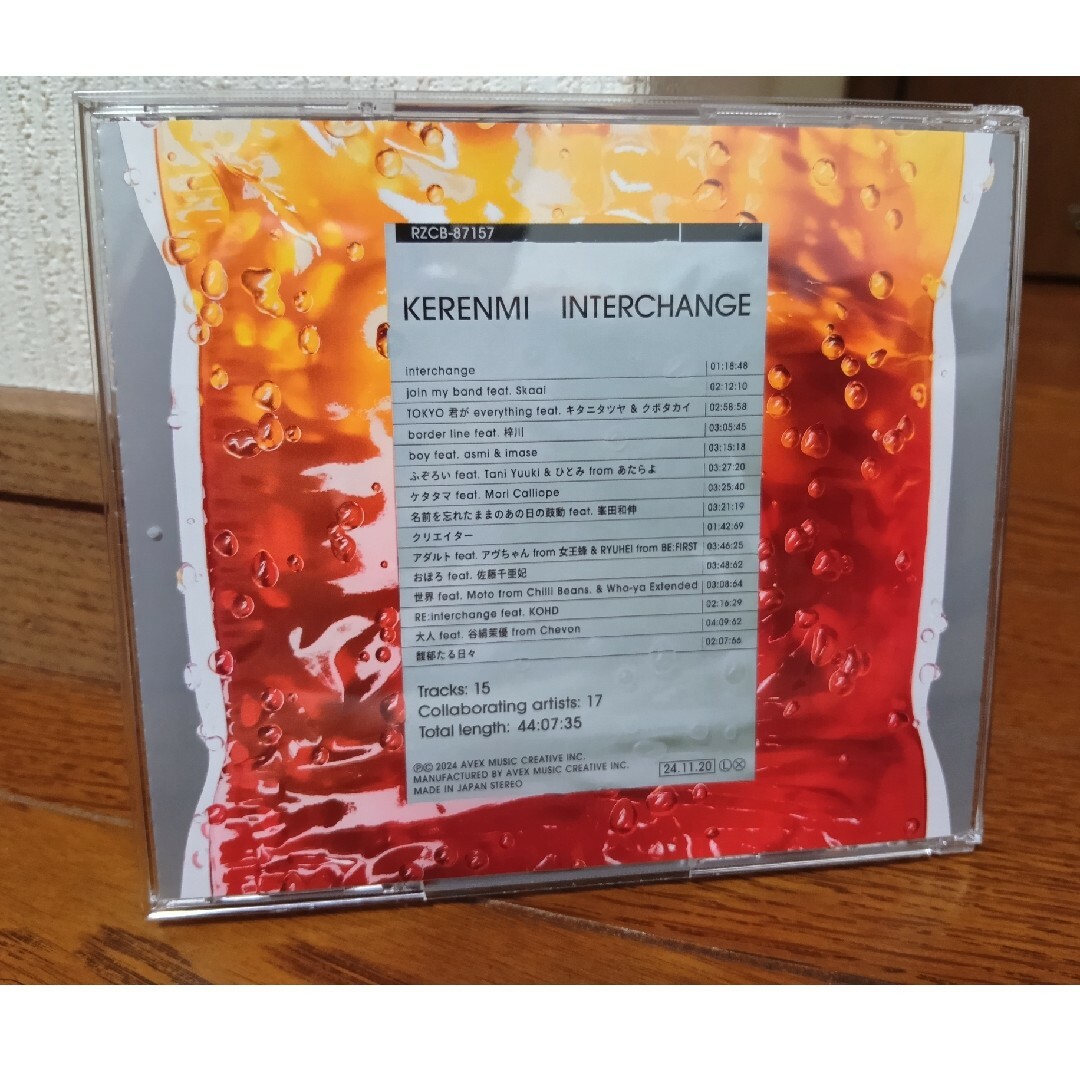 RZCB-87157
KERENMI INTERCHANGE
interchange 01:18:48
join my band feat. Skaai 02:12:10
TOKYO 君が everything feat. キタニタツヤ & クボタカイ 02:58:58
border line feat. 梓川 03:05:45
boy feat. asmi & imase 03:15:18
ふぞろい feat. Tani Yuuki & ひとみ from あたらよ 03:27:20
ケタタマ feat. Mori Calliope 03:25:40
名前を忘れたままのあの日の鼓動 feat. 峯田和伸 03:21:19
クリエイター 01:42:69
アダルト feat. アヴちゃん from 女王蜂 & RYUHEI from BE:FIRST 03:46:25
おぼろ feat. 佐藤千亜妃 03:48:62
世界 feat. Moto from Chilli Beans. & Who-ya Extended 03:08:64
RE:interchange feat. KOHD 02:16:29
大人 feat. 谷絹茉優 from Chevon 04:09:62
馥郁たる日々 02:07:66
Tracks: 15
Collaborating artists: 17
Total length: 44:07:35
ⓅⒸ 2024 AVEX MUSIC CREATIVE INC.
MANUFACTURED BY AVEX MUSIC CREATIVE INC.
MADE IN JAPAN STEREO
24.11.20 Ⓛ Ⓧ